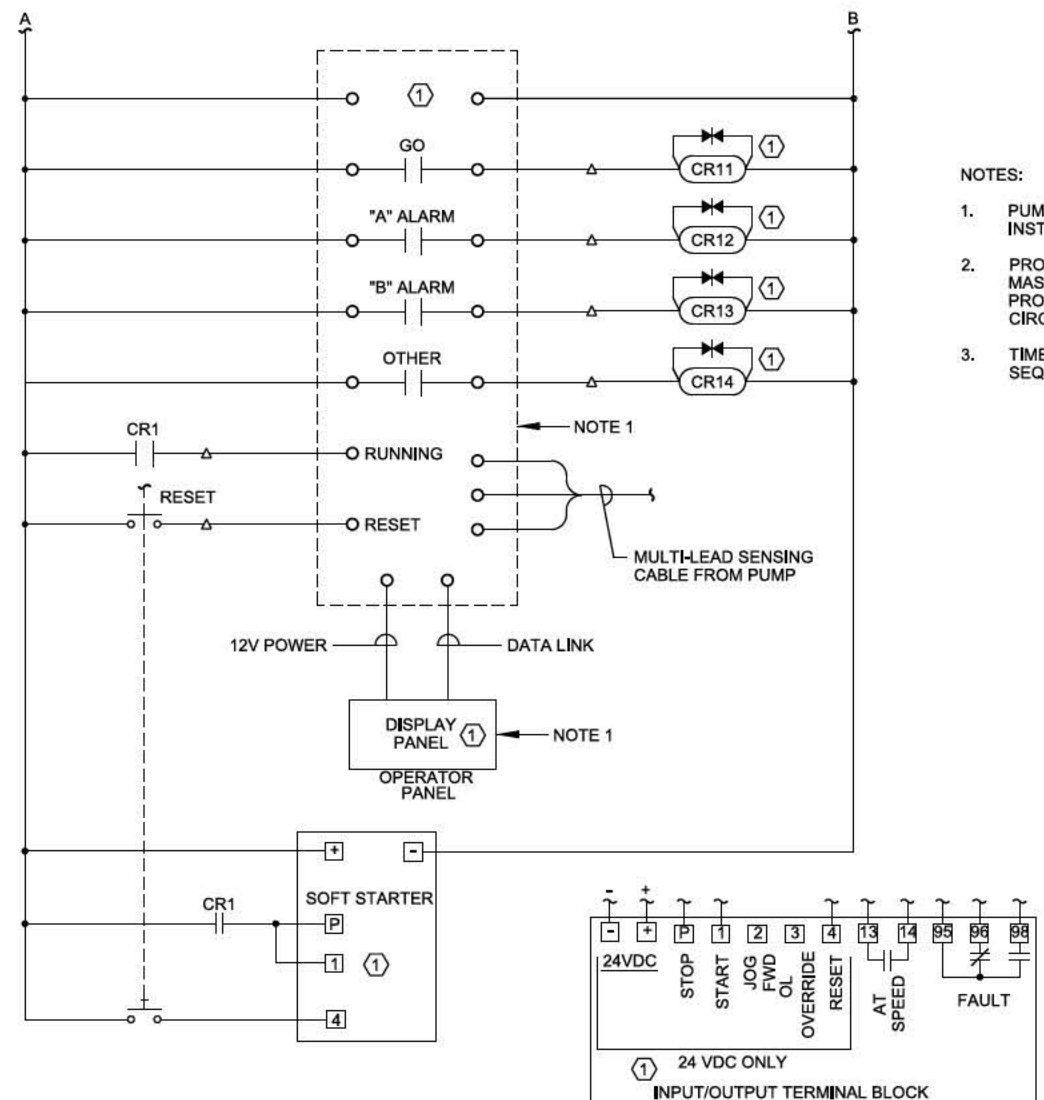 A
B
1
GO
1
CR11
"A" ALARM
1
CR12
"B" ALARM
1
CR13
OTHER
1
CR14
NOTES:
1.
2.
3.
CR1
RUNNING
NOTE 1
RESET
RESET
MULTI-LEAD SENSING
CABLE FROM PUMP
12V POWER
DATA LINK
DISPLAY
PANEL
1
NOTE 1
OPERATOR
PANEL
+
-
SOFT STARTER
CR1
P
1
1
4
- +
- + P 1 2 3 4 13 14 95 96 98
24VDC
STOP
START
JOG
FWD
OL
OVERRIDE
RESET
AT
SPEED
FAULT
1
24 VDC ONLY
INPUT/OUTPUT TERMINAL BLOCK